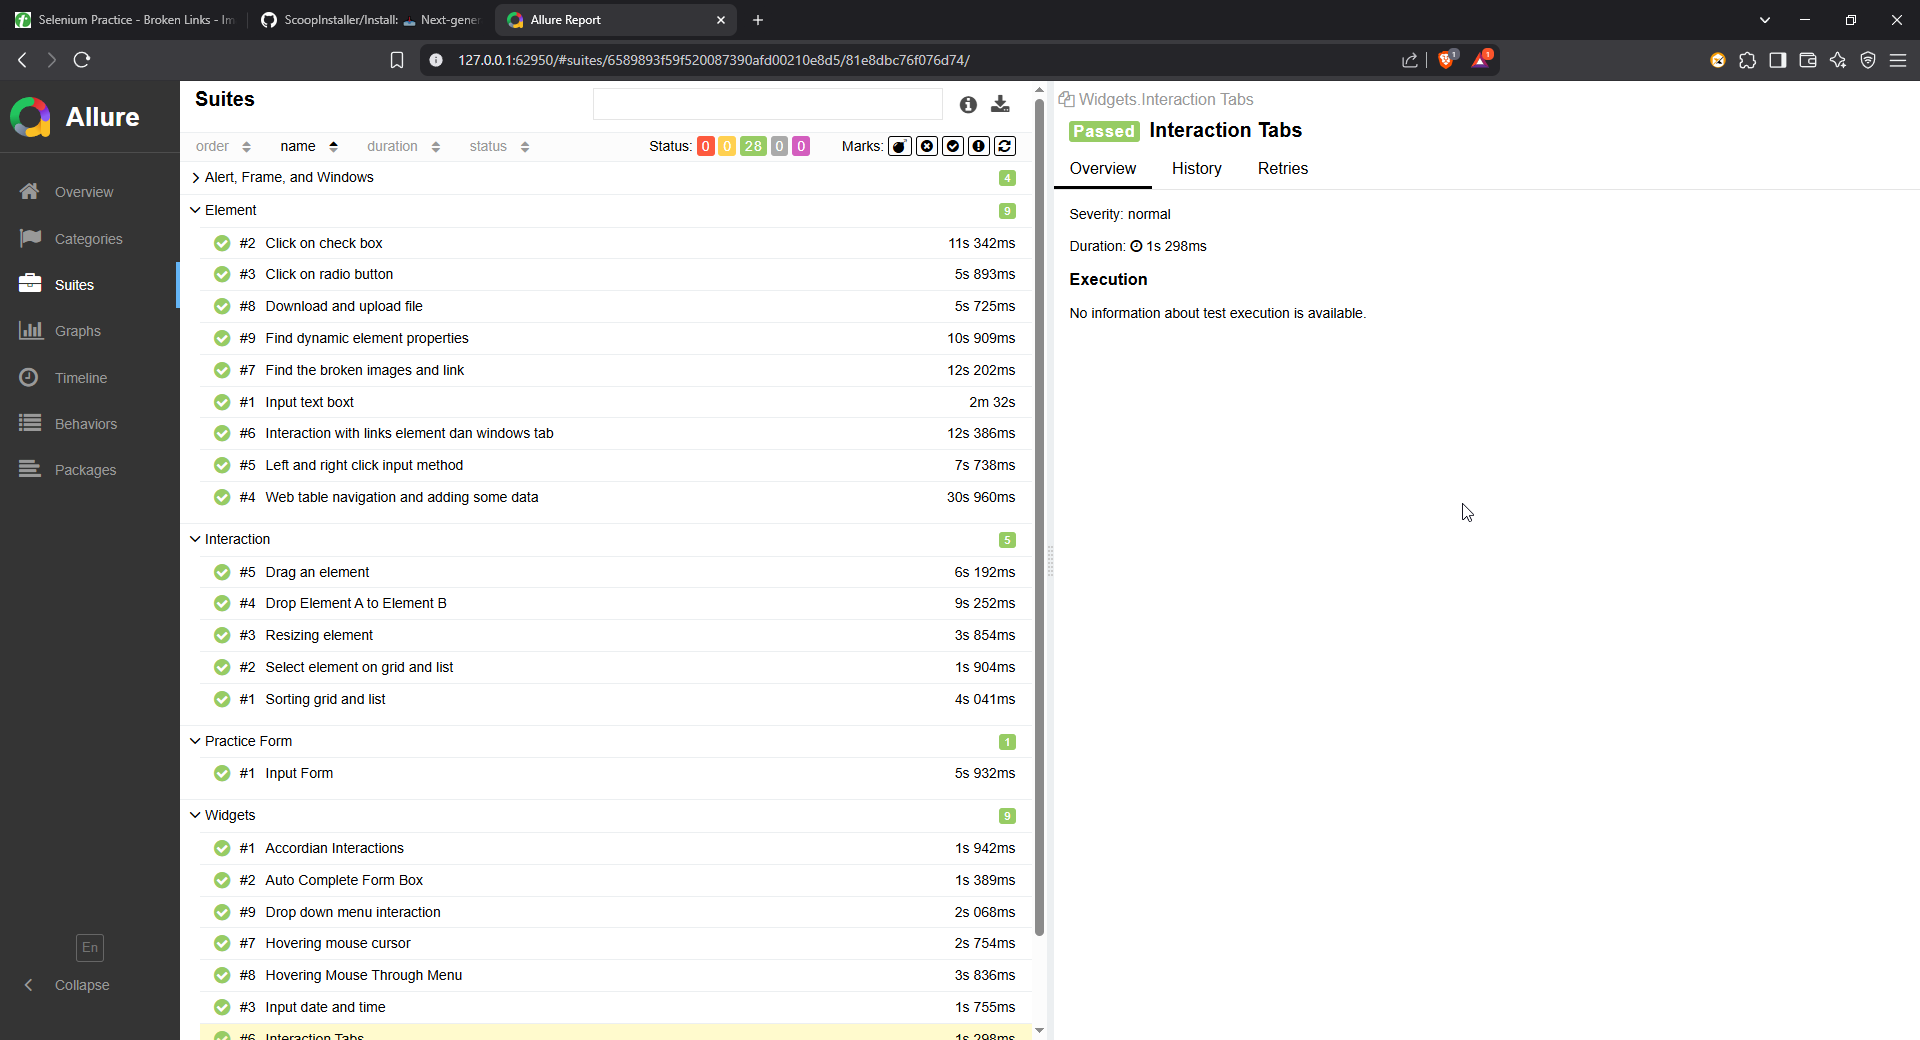 Selenium Practice - Broken Links - Im
ScoopInstaller/Install: Next-gener
Allure Report
127.0.0.1:62950/#suites/6589893f59f520087390afd00210e8d5/81e8dbc76f076d74/
1
1
Allure
Overview
Categories
Suites
Graphs
Timeline
Behaviors
Packages
En
Collapse
Suites
order name duration status Status: 0 0 28 0 0 Marks:
Alert, Frame, and Windows 4
Element 9
#2 Click on check box 11s 342ms
#3 Click on radio button 5s 893ms
#8 Download and upload file 5s 725ms
#9 Find dynamic element properties 10s 909ms
#7 Find the broken images and link 12s 202ms
#1 Input text boxt 2m 32s
#6 Interaction with links element dan windows tab 12s 386ms
#5 Left and right click input method 7s 738ms
#4 Web table navigation and adding some data 30s 960ms
Interaction 5
#5 Drag an element 6s 192ms
#4 Drop Element A to Element B 9s 252ms
#3 Resizing element 3s 854ms
#2 Select element on grid and list 1s 904ms
#1 Sorting grid and list 4s 041ms
Practice Form 1
#1 Input Form 5s 932ms
Widgets 9
#1 Accordian Interactions 1s 942ms
#2 Auto Complete Form Box 1s 389ms
#9 Drop down menu interaction 2s 068ms
#7 Hovering mouse cursor 2s 754ms
#8 Hovering Mouse Through Menu 3s 836ms
#3 Input date and time 1s 755ms
#6 Interaction Tabs 1s 298ms
Widgets.Interaction Tabs
Passed Interaction Tabs
Overview History Retries
Severity: normal
Duration: 1s 298ms
Execution
No information about test execution is available.